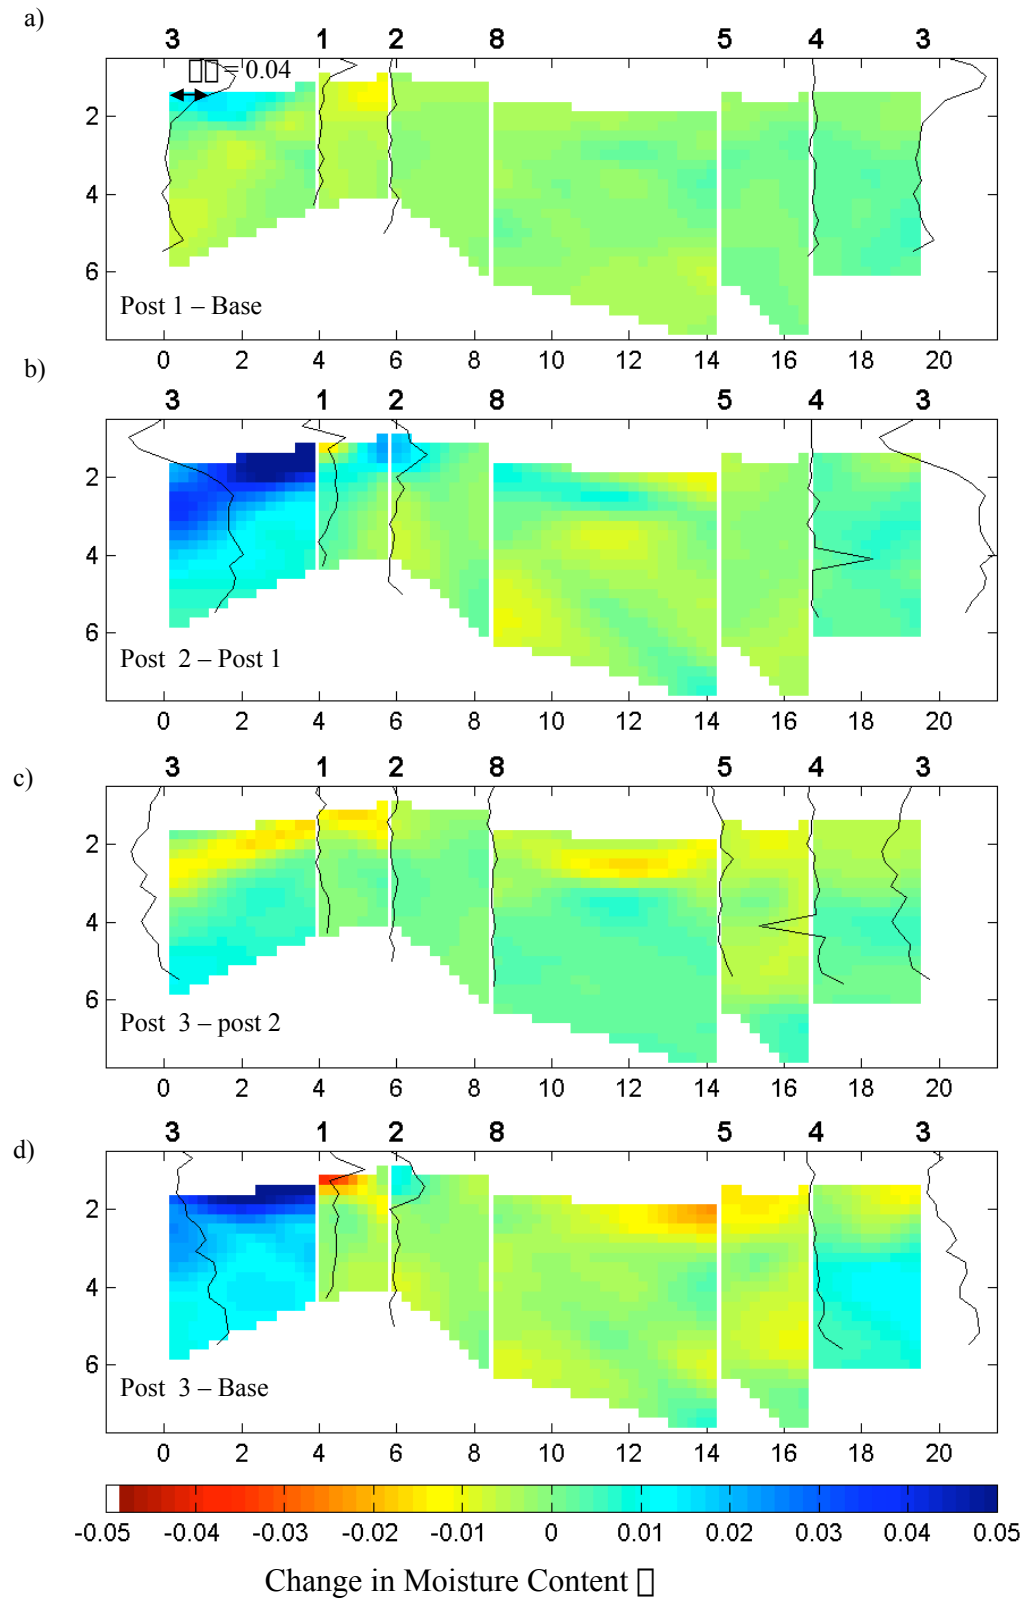 a)
3 1 2 8 5 4 3
▯▯ = 0.04
2
4
6
Post 1 – Base
0 2 4 6 8 10 12 14 16 18 20
b)
3 1 2 8 5 4 3
2
4
6
Post 2 – Post 1
0 2 4 6 8 10 12 14 16 18 20
c)
3 1 2 8 5 4 3
2
4
6
Post 3 – post 2
0 2 4 6 8 10 12 14 16 18 20
d)
3 1 2 8 5 4 3
2
4
6
Post 3 – Base
0 2 4 6 8 10 12 14 16 18 20
-0.05 -0.04 -0.03 -0.02 -0.01 0 0.01 0.02 0.03 0.04 0.05
Change in Moisture Content ▯